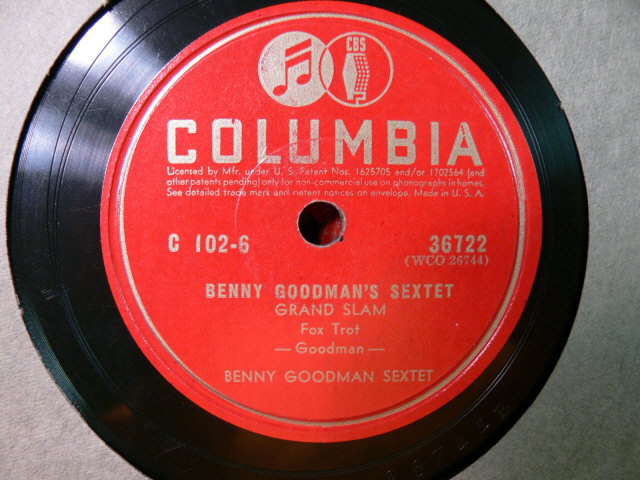 CBS
COLUMBIA
Licensed by Mfr. under U. S. Patent Nos. 1625705 and/or 1702564 (and
other patents pending) only for non-commercial use on phonographs in homes.
See detailed trade mark and patent notices on envelope. Made in U. S. A.
C 102-6 36722
(WCO 26744)
BENNY GOODMAN'S SEXTET
GRAND SLAM
Fox Trot
— Goodman —
BENNY GOODMAN SEXTET